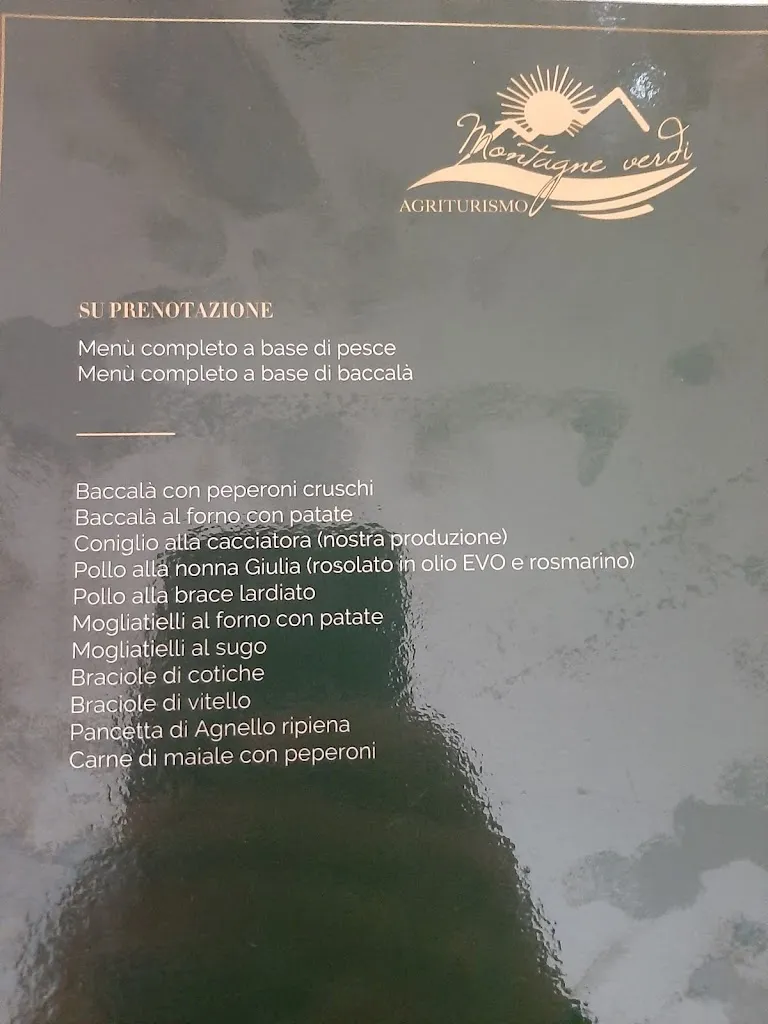 Montagne verdi
AGRITURISMO
SU PRENOTAZIONE
Menù completo a base di pesce
Menù completo a base di baccalà
Baccalà con peperoni cruschi
Baccalà al forno con patate
Coniglio alla cacciatora (nostra produzione)
Pollo alla nonna Giulia (rosolato in olio EVO e rosmarino)
Pollo alla brace lardiato
Mogliatielli al forno con patate
Mogliatielli al sugo
Braciole di cotiche
Braciole di vitello
Pancetta di Agnello ripiena
Carne di maiale con peperoni